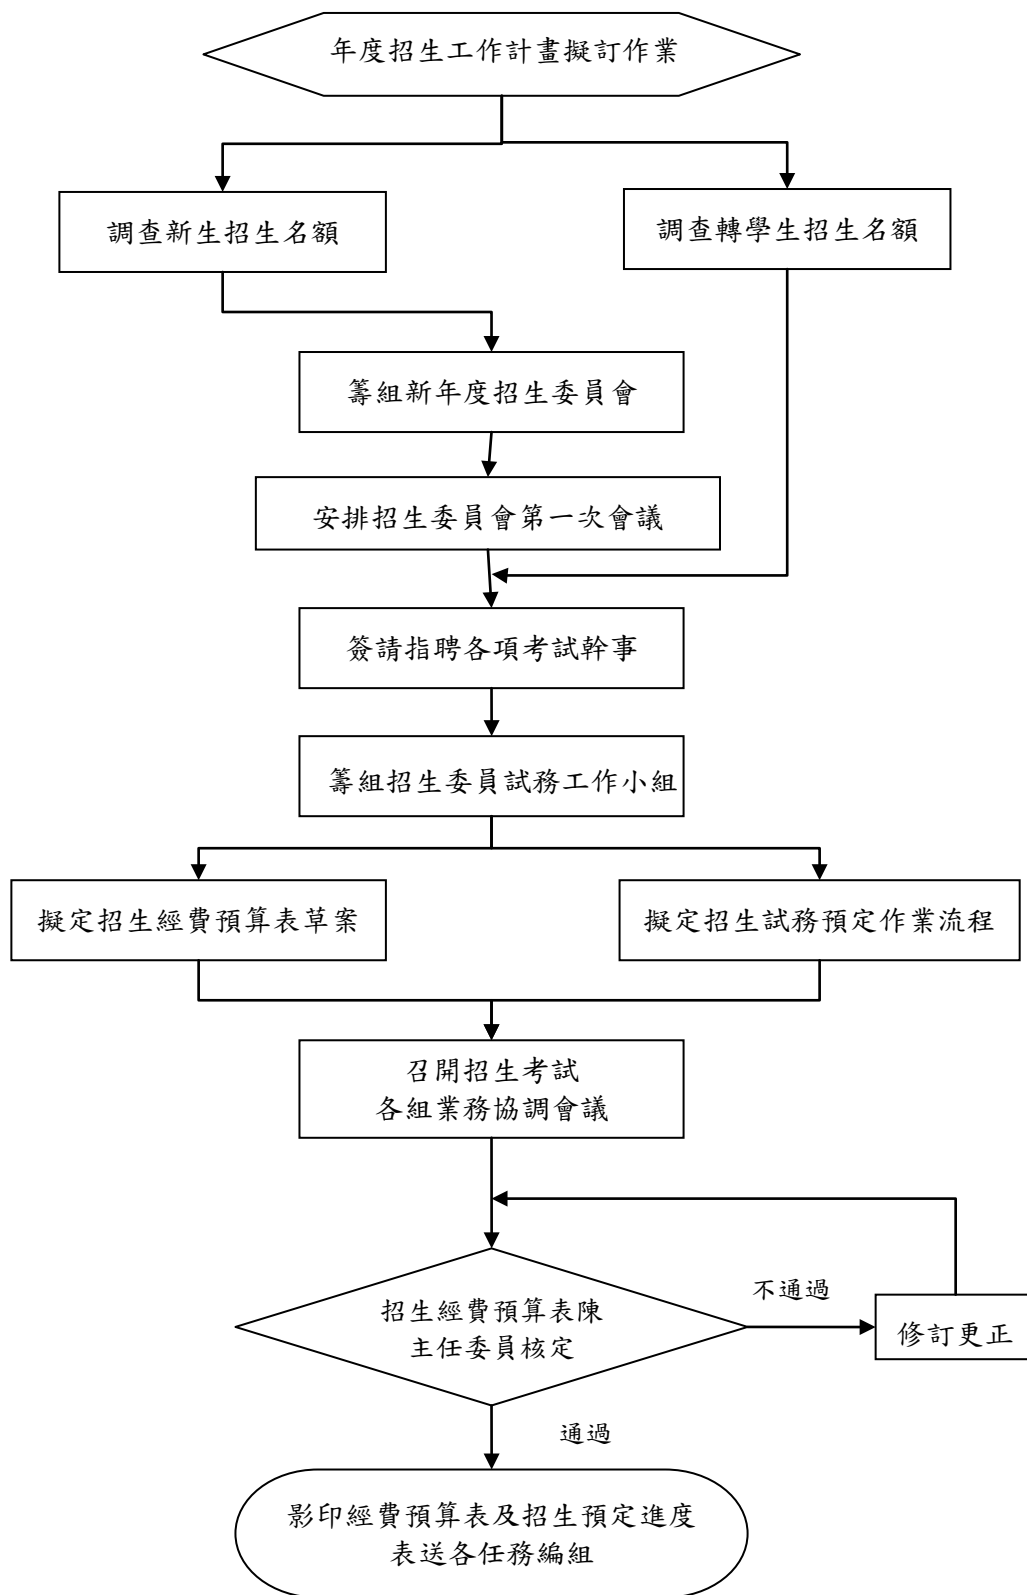 年度招生工作計畫擬訂作業
調查新生招生名額
調查轉學生招生名額
籌組新年度招生委員會
安排招生委員會第一次會議
簽請指聘各項考試幹事
籌組招生委員試務工作小組
擬定招生經費預算表草案
擬定招生試務預定作業流程
召開招生考試
各組業務協調會議
招生經費預算表陳
主任委員核定
不通過
修訂更正
通過
影印經費預算表及招生預定進度
表送各任務編組